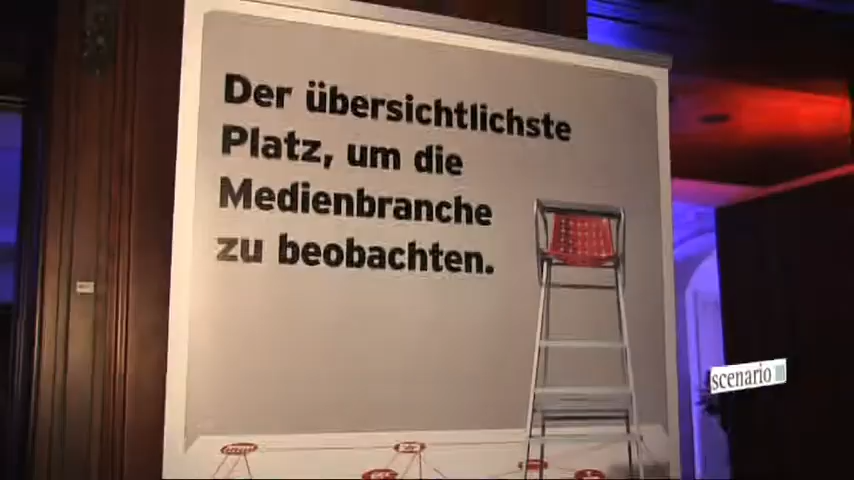 Der übersichtlichste
Platz, um die
Medienbranche
zu beobachten.
scenario